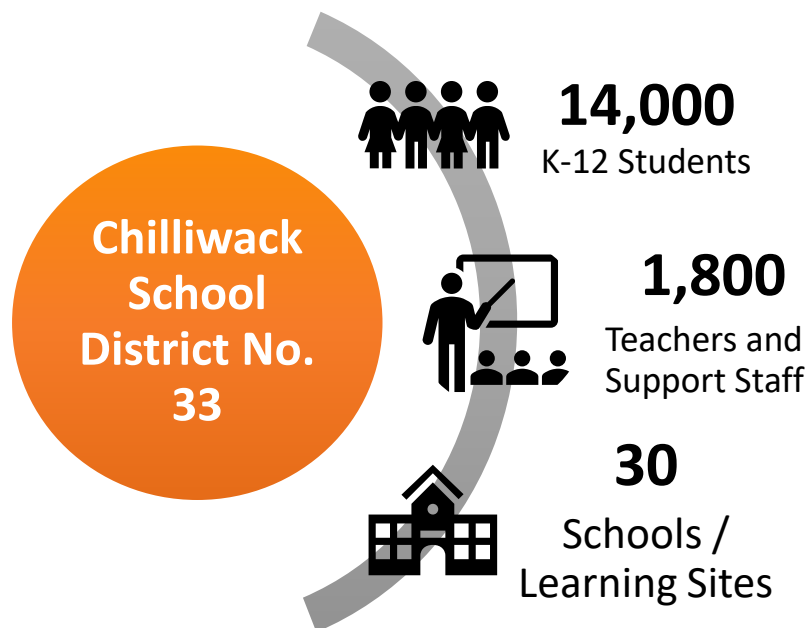 Chilliwack
School
District No.
33
14,000
K-12 Students
1,800
Teachers and
Support Staff
30
Schools /
Learning Sites